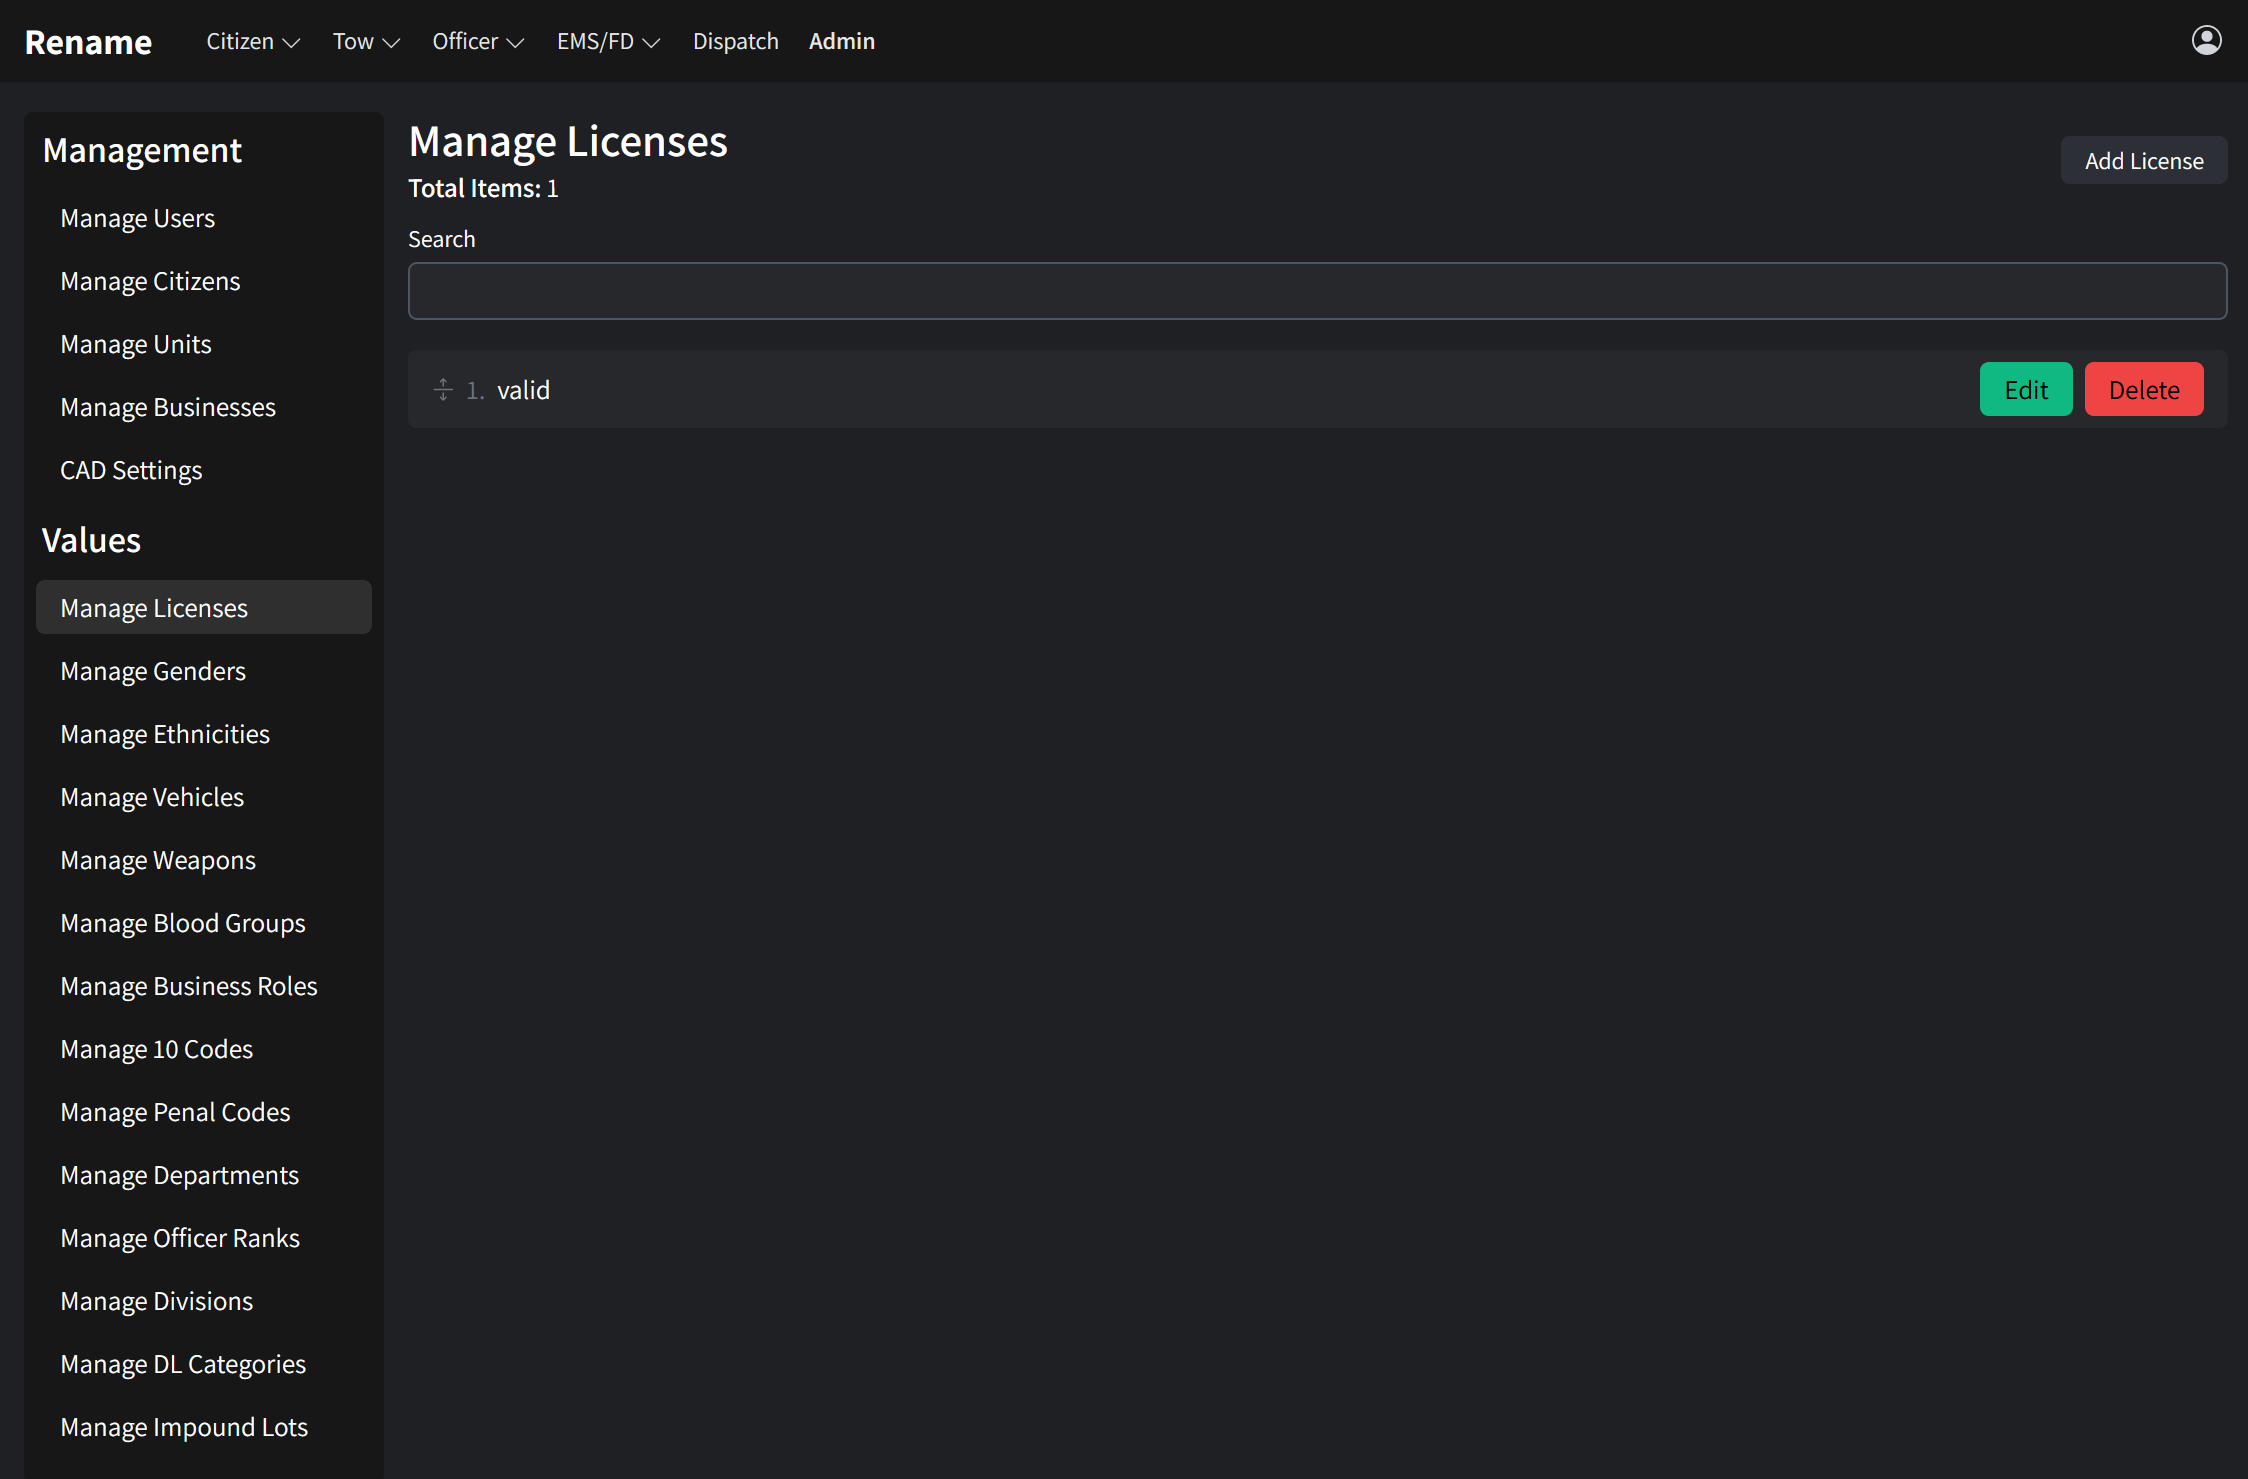 Rename
Citizen
Tow
Officer
EMS/FD
Dispatch
Admin
Management
Manage Users
Manage Citizens
Manage Units
Manage Businesses
CAD Settings
Values
Manage Licenses
Manage Genders
Manage Ethnicities
Manage Vehicles
Manage Weapons
Manage Blood Groups
Manage Business Roles
Manage 10 Codes
Manage Penal Codes
Manage Departments
Manage Officer Ranks
Manage Divisions
Manage DL Categories
Manage Impound Lots
Manage Licenses
Total Items: 1
Add License
Search
1. valid
Edit
Delete